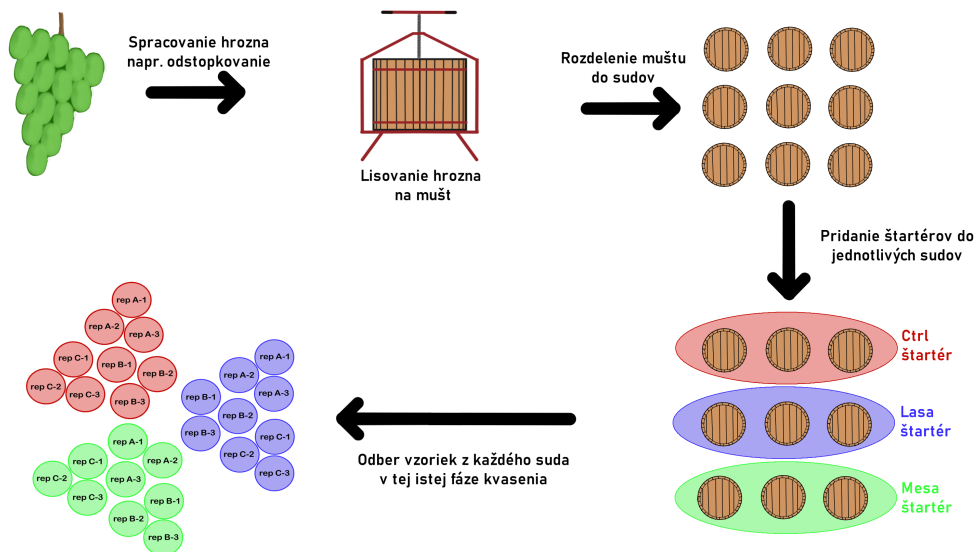 Spracovanie hrozna
napr. odstopkovanie
Lisovanie hrozna
na mušt
Rozdelenie muštu
do sudov
Pridanie štartérov do
jednotlivých sudov
Ctrl
štartér
Lasa
štartér
Mesa
štartér
Odber vzoriek z každého suda
v tej istej fáze kvasenia
rep A-1
rep A-2
rep A-3
rep C-1
rep B-1
rep B-2
rep C-2
rep C-3
rep B-3
rep A-1
rep A-2
rep A-3
rep B-1
rep B-2
rep B-3
rep C-1
rep C-2
rep C-3
rep A-1
rep C-1
rep A-2
rep C-2
rep A-3
rep C-3
rep B-1
rep B-2
rep B-3